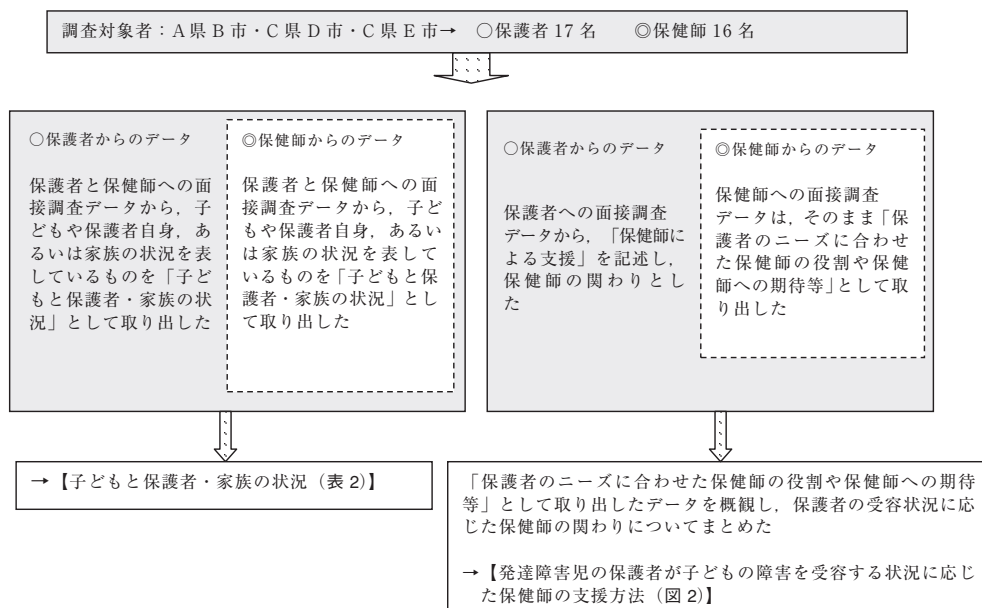 調査対象者：A県B市・C県D市・C県E市→　○保護者17名　◎保健師16名
○保護者からのデータ
保護者と保健師への面
接調査データから，子
どもや保護者自身，あ
るいは家族の状況を表
しているものを「子ど
もと保護者・家族の状
況」として取り出した
◎保健師からのデータ
保護者と保健師への面
接調査データから，子ど
もや保護者自身，あるい
は家族の状況を表して
いるものを「子どもと保
護者・家族の状況」とし
て取り出した
○保護者からのデータ
保護者への面接調査
データから，「保健師に
よる支援」を記述し，
保健師の関わりとし
た
◎保健師からのデータ
保健師への面接調査
データは，そのまま「保
護者のニーズに合わせ
た保健師の役割や保健
師への期待等」として取
り出した
→【子どもと保護者・家族の状況（表2）】
「保護者のニーズに合わせた保健師の役割や保健師への期待
等」として取り出したデータを概観し，保護者の受容状況に応
じた保健師の関わりについてまとめた
→【発達障害児の保護者が子どもの障害を受容する状況に応じ
た保健師の支援方法（図2）】